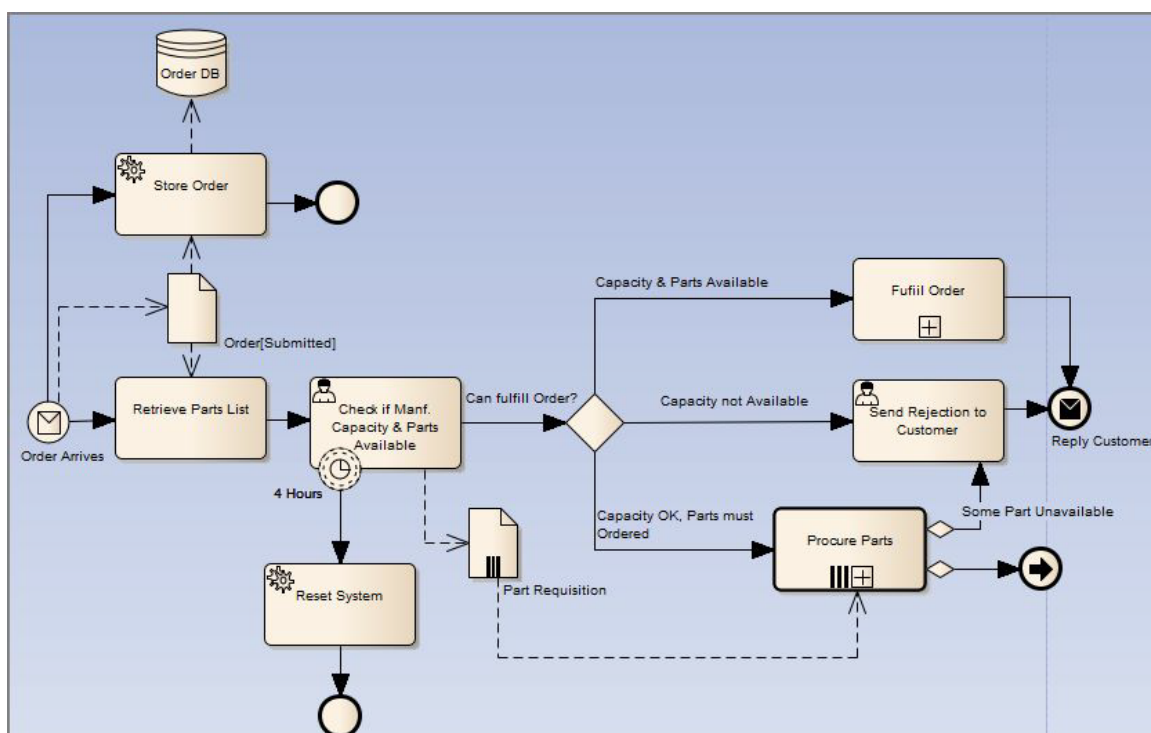 Order DB
Store Order
Order[Submitted]
Order Arrives
Retrieve Parts List
Check if Manf.
Capacity & Parts
Available
4 Hours
Reset System
Part Requisition
Can fulfill Order?
Capacity & Parts Available
Fufiil Order
Capacity not Available
Send Rejection to
Customer
Reply Customer
Capacity OK, Parts must
Ordered
Procure Parts
Some Part Unavailable